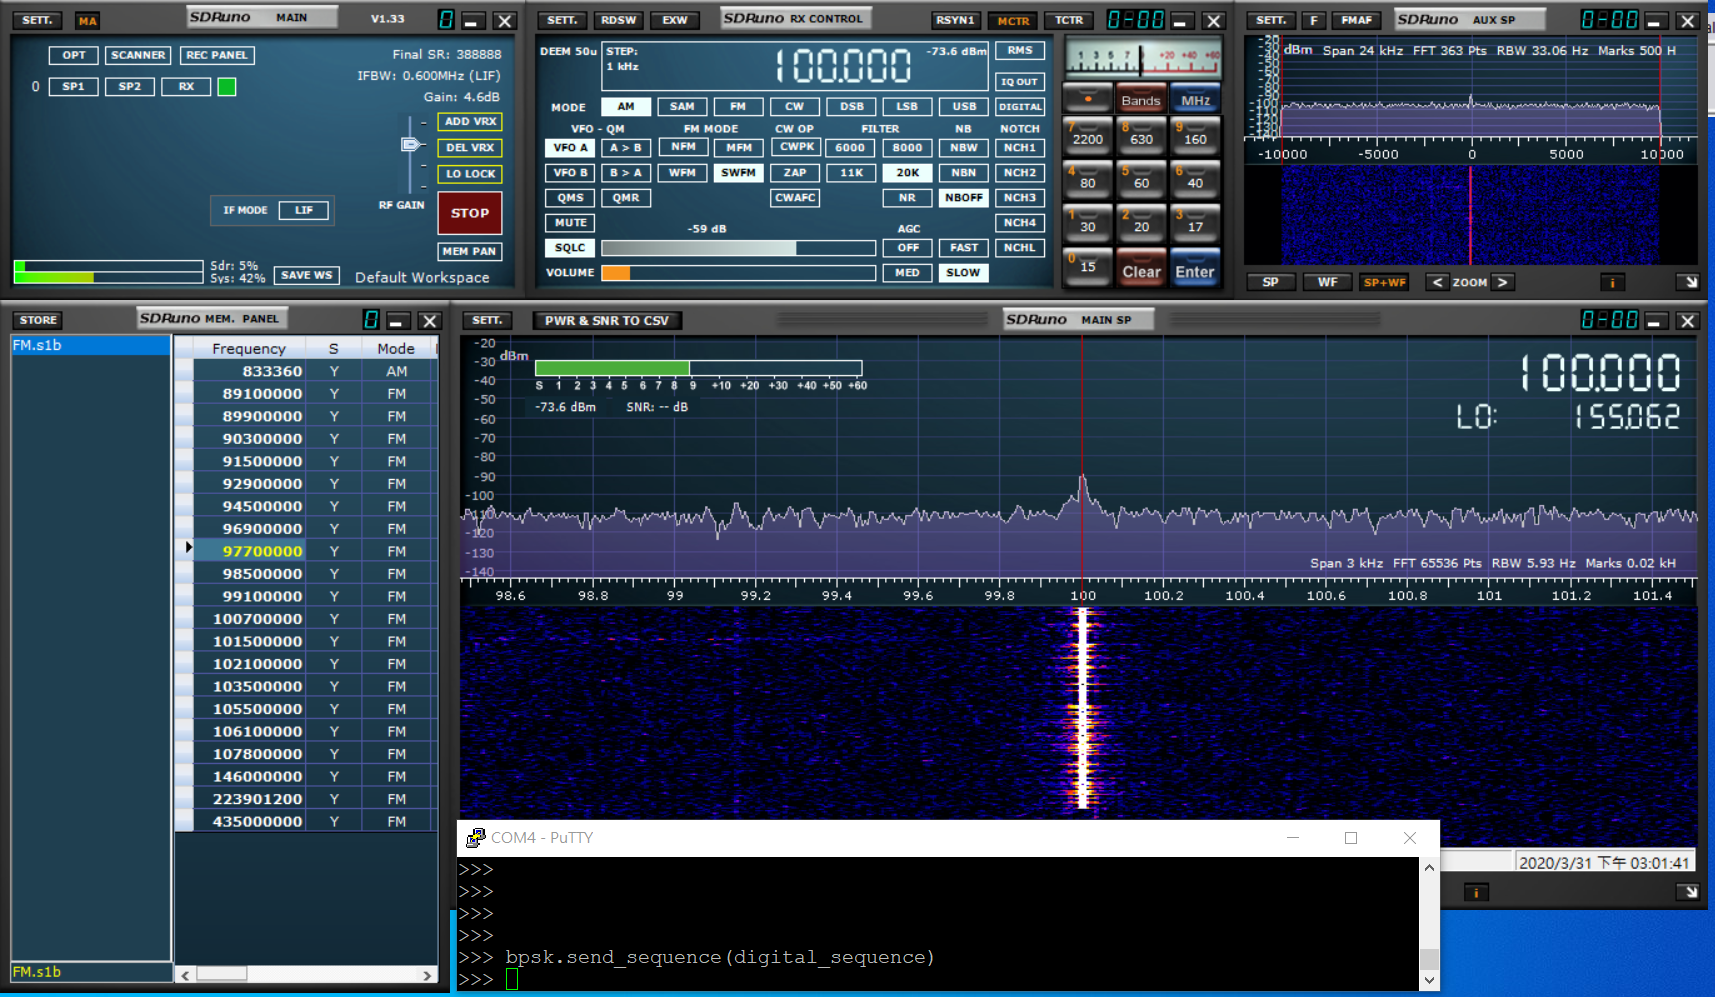 SETT. MA SDRuno MAIN V1.33 0
OPT SCANNER REC PANEL
Final SR: 388888
IFBW: 0.600MHz (LIF)
Gain: 4.6dB
0 SP1 SP2 RX
ADD VRX
DEL VRX
LO LOCK
RF GAIN
IF MODE LIF
STOP
MEM PAN
Sdr: 5%
Sys: 42%
SAVE WS
Default Workspace
SETT. RDSW EXW SDRuno RX CONTROL RSYN1 MCTR TCTR 0-00
DEEM 50u STEP:
1 kHz
100.000
-73.6 dBm
RMS
IQ OUT
MODE AM SAM FM CW DSB LSB USB DIGITAL
VFO - QM FM MODE CW OP FILTER NB NOTCH
VFO A A > B NFM MFM CWPK 6000 8000 NBW NCH1
VFO B B > A WFM SWFM ZAP 11K 20K NBN NCH2
QMS QMR CWAFC NR NBOFF NCH3
MUTE -59 dB AGC NCH4
SQLC OFF FAST NCHL
VOLUME MED SLOW
1 3 5 7 +20 +40 +60
Bands MHz
7 2200 8 630 9 160
4 80 5 60 6 40
1 30 2 20 3 17
0 15 Clear Enter
SETT. F FMAF SDRuno AUX SP 0-00
dBm Span 24 kHz FFT 363 Pts RBW 33.06 Hz Marks 500 H
-10000 -5000 0 5000 10000
SP WF SP+WF < ZOOM > i
STORE SDRuno MEM. PANEL 0
FM.s1b
Frequency S Mode
833360 Y AM
89100000 Y FM
89900000 Y FM
90300000 Y FM
91500000 Y FM
92900000 Y FM
94500000 Y FM
96900000 Y FM
97700000 Y FM
98500000 Y FM
99100000 Y FM
100700000 Y FM
101500000 Y FM
102100000 Y FM
103500000 Y FM
105500000 Y FM
106100000 Y FM
107800000 Y FM
146000000 Y FM
223901200 Y FM
435000000 Y FM
FM.s1b
SETT. PWR & SNR TO CSV SDRuno MAIN SP 0-00
dBm
S 1 2 3 4 5 6 7 8 9 +10 +20 +30 +40 +50 +60
-73.6 dBm SNR: -- dB
100.000
LO: 155.062
-20
-30
-40
-50
-60
-70
-80
-90
-100
-110
-120
-130
-140
Span 3 kHz FFT 65536 Pts RBW 5.93 Hz Marks 0.02 kH
98.6 98.8 99 99.2 99.4 99.6 99.8 100 100.2 100.4 100.6 100.8 101 101.2 101.4
2020/3/31 下午 03:01:41
i
COM4 - PuTTY
>>>
>>>
>>>
>>>
>>> bpsk.send_sequence(digital_sequence)
>>>